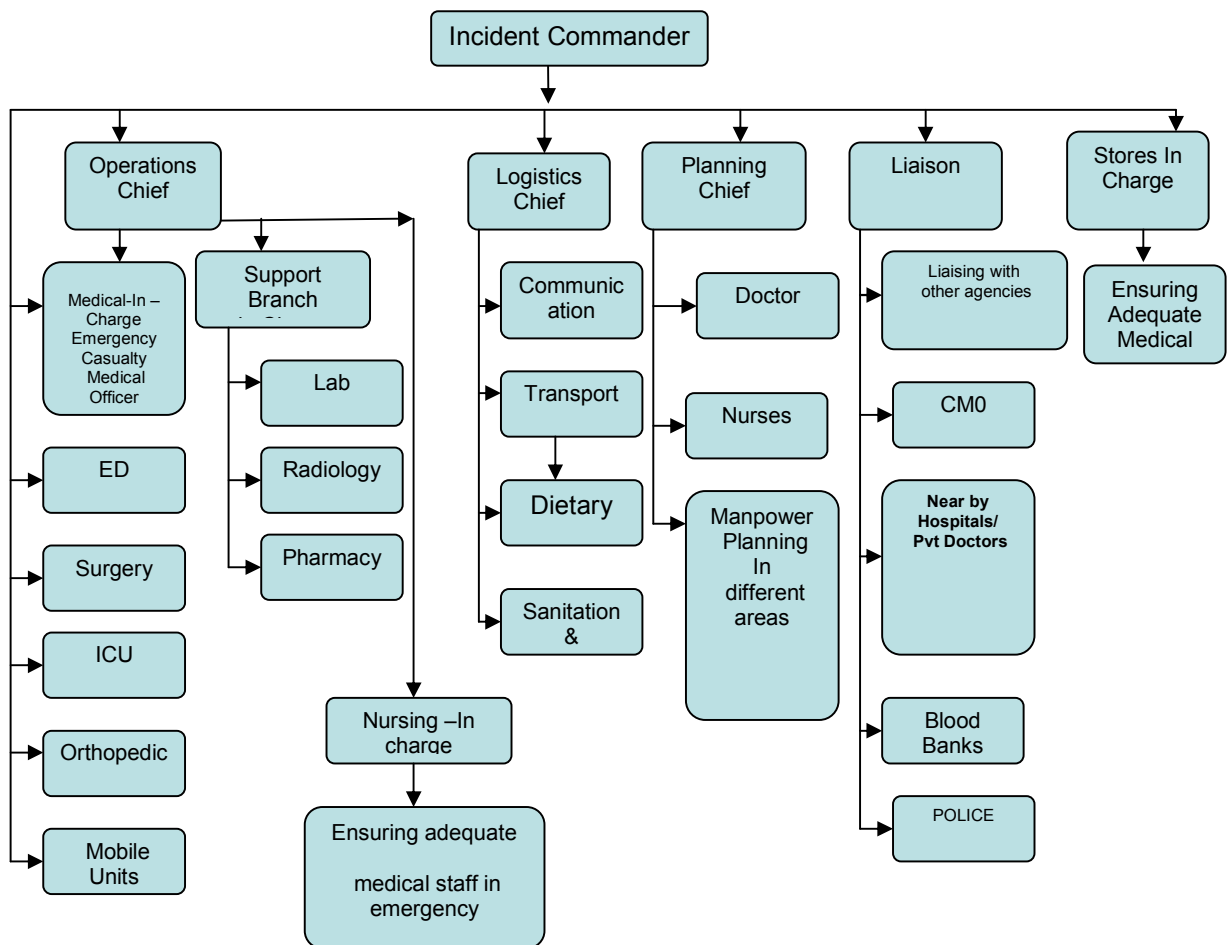 Incident Commander
Operations
Chief
Logistics
Chief
Planning
Chief
Liaison
Stores In
Charge
Medical-In –
Charge
Emergency
Casualty
Medical
Officer
Support
Branch
Communic
ation
Doctor
Liaising with
other agencies
Ensuring
Adequate
Medical
Lab
Transport
Nurses
CM0
ED
Radiology
Dietary
Manpower
Planning
In
different
areas
Near by
Hospitals/
Pvt Doctors
Surgery
Pharmacy
Sanitation
&
ICU
Nursing –In
charge
Blood
Banks
Orthopedic
Ensuring adequate
medical staff in
emergency
POLICE
Mobile
Units